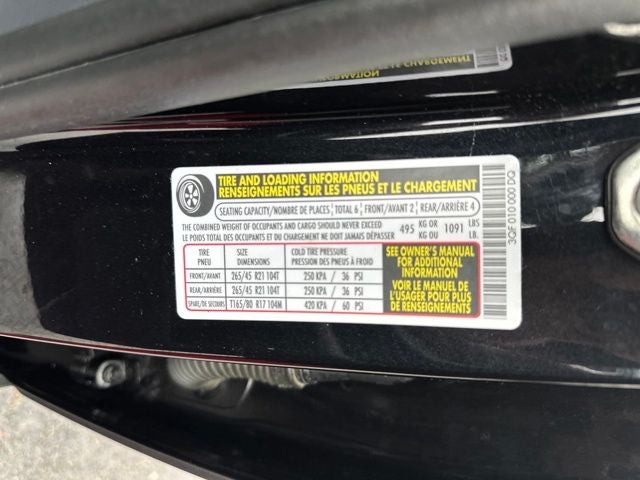 TIRE AND LOADING INFORMATION
RENSEIGNEMENTS SUR LES PNEUS ET LE CHARGEMENT
SEATING CAPACITY/NOMBRE DE PLACES TOTAL 6 FRONT/AVANT 2 REAR/ARRIÈRE 4
THE COMBINED WEIGHT OF OCCUPANTS AND CARGO SHOULD NEVER EXCEED 495 KG OR 1091 LBS
LE POIDS TOTAL DES OCCUPANTS ET DU CHARGEMENT NE DOIT JAMAIS DÉPASSER KG OU LB.
TIRE SIZE COLD TIRE PRESSURE
PNEU DIMENSIONS PRESSION DES PNEUS À FROID
FRONT/AVANT 265/45 R21 104T 250 KPA / 36 PSI
REAR/ARRIÈRE 265/45 R21 104T 250 KPA / 36 PSI
SPARE/DE SECOURS T165/80 R17 104M 420 KPA / 60 PSI
SEE OWNER'S MANUAL
FOR ADDITIONAL
INFORMATION
VOIR LE MANUEL DE
L'USAGER POUR PLUS
DE RENSEIGNEMENTS
3QF 010 000 DQ